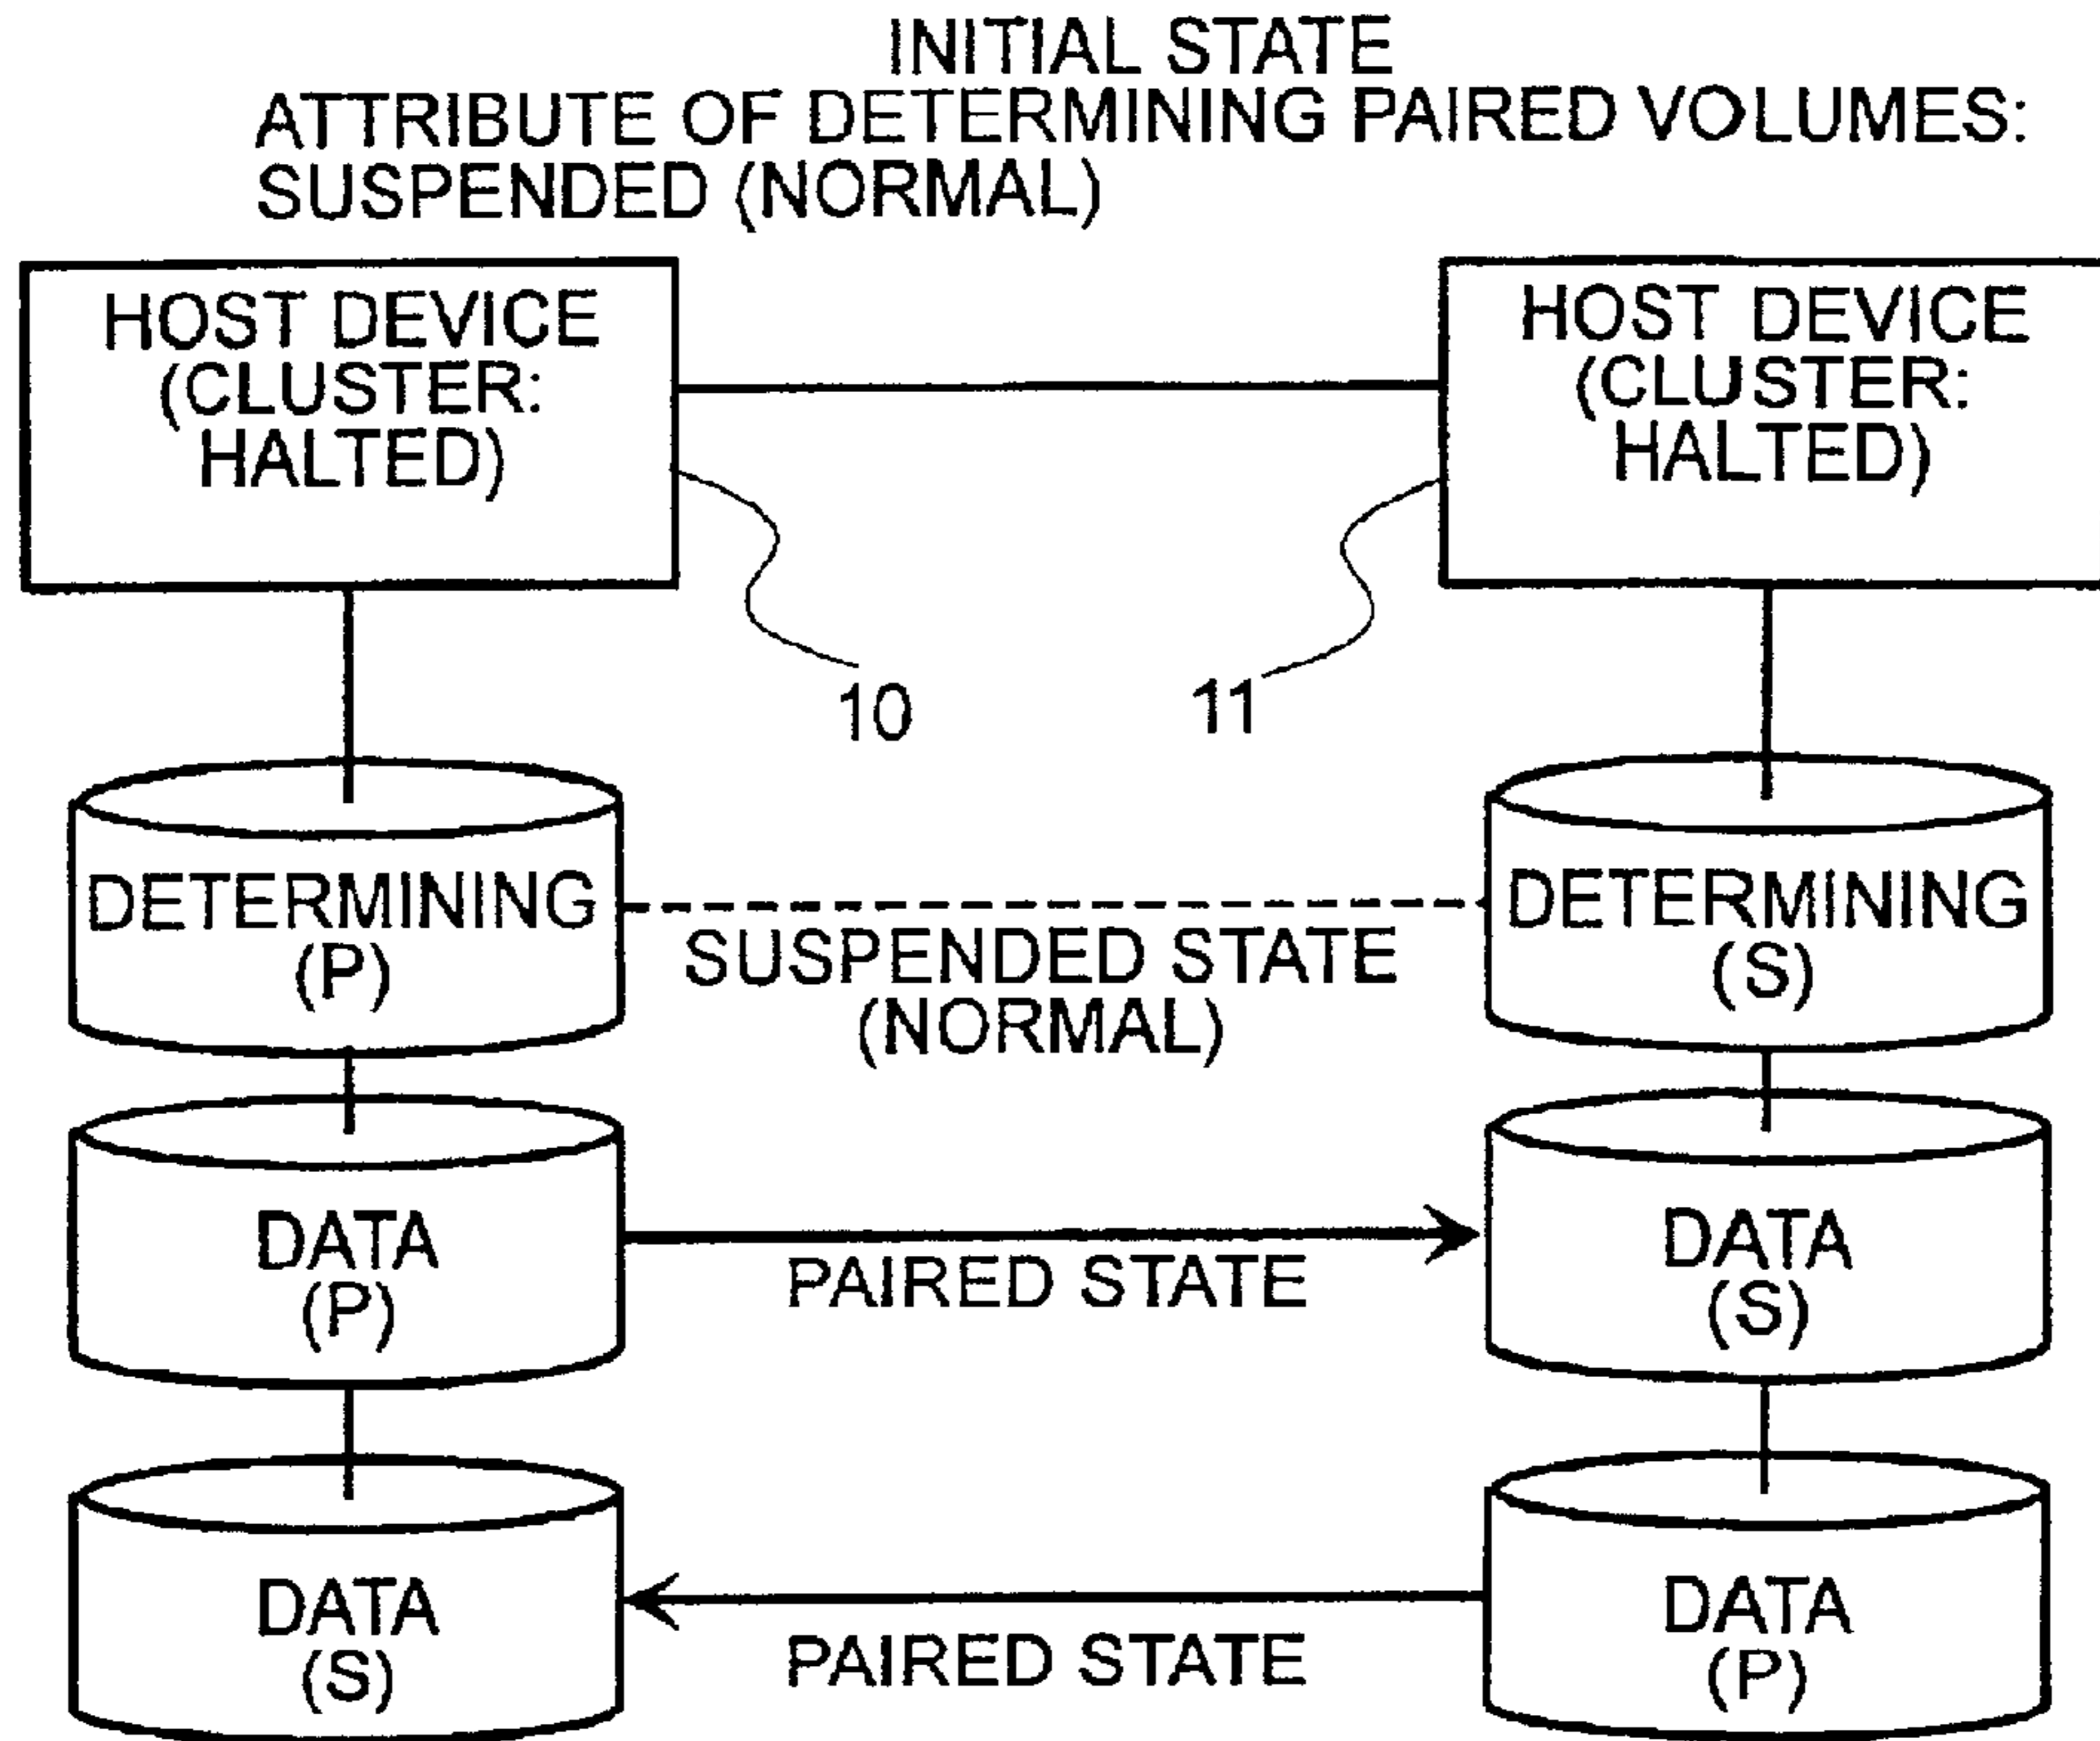 INITIAL STATE
ATTRIBUTE OF DETERMINING PAIRED VOLUMES:
SUSPENDED (NORMAL)
HOST DEVICE
(CLUSTER:
HALTED)
HOST DEVICE
(CLUSTER:
HALTED)
10
11
DETERMINING
(P)
SUSPENDED STATE
(NORMAL)
DETERMINING
(S)
DATA
(P)
PAIRED STATE
DATA
(S)
DATA
(S)
PAIRED STATE
DATA
(P)